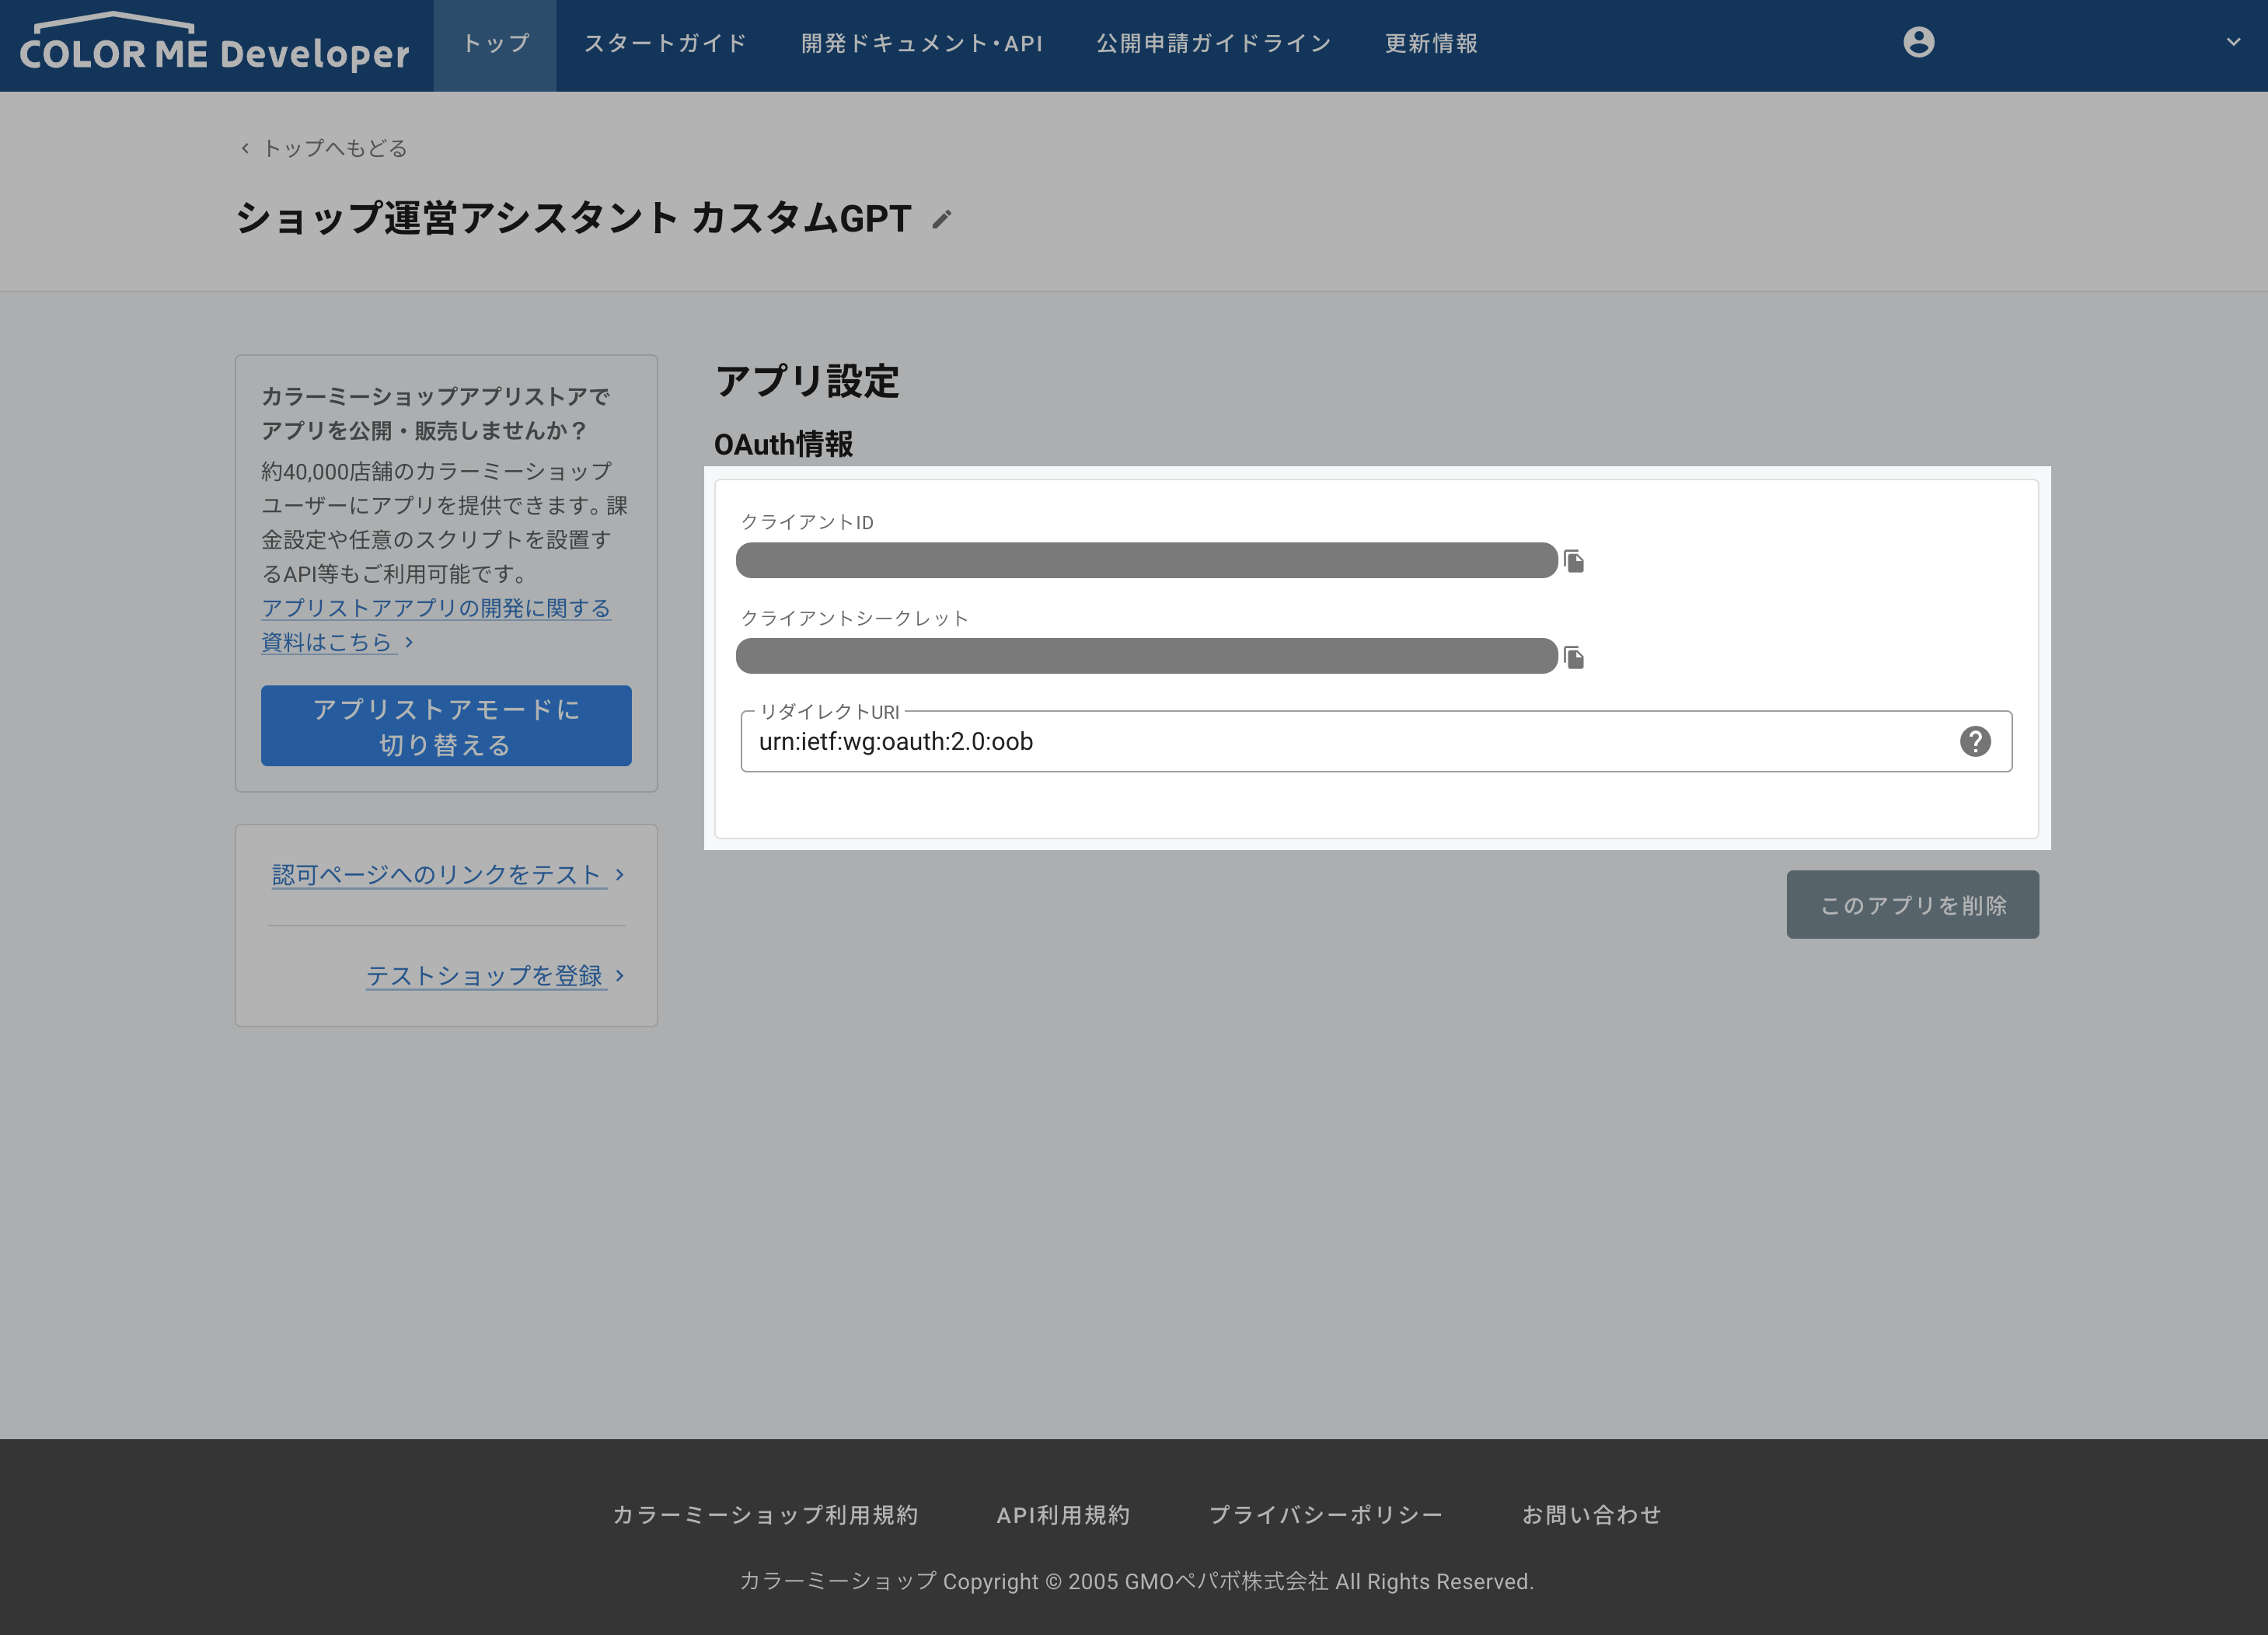 COLOR ME Developer
トップ
スタートガイド
開発ドキュメント・API
公開申請ガイドライン
更新情報
トップへもどる
ショップ運営アシスタント カスタムGPT
カラーミーショップアプリストアで
アプリを公開・販売しませんか？
約40,000店舗のカラーミーショップ
ユーザーにアプリを提供できます。課
金設定や任意のスクリプトを設置す
るAPI等もご利用可能です。
アプリストアアプリの開発に関する
資料はこちら
アプリストアモードに
切り替える
認可ページへのリンクをテスト
テストショップを登録
アプリ設定
OAuth情報
クライアントID
クライアントシークレット
リダイレクトURI
urn:ietf:wg:oauth:2.0:oob
このアプリを削除
カラーミーショップ利用規約
API利用規約
プライバシーポリシー
お問い合わせ
カラーミーショップ Copyright © 2005 GMOペパボ株式会社 All Rights Reserved.